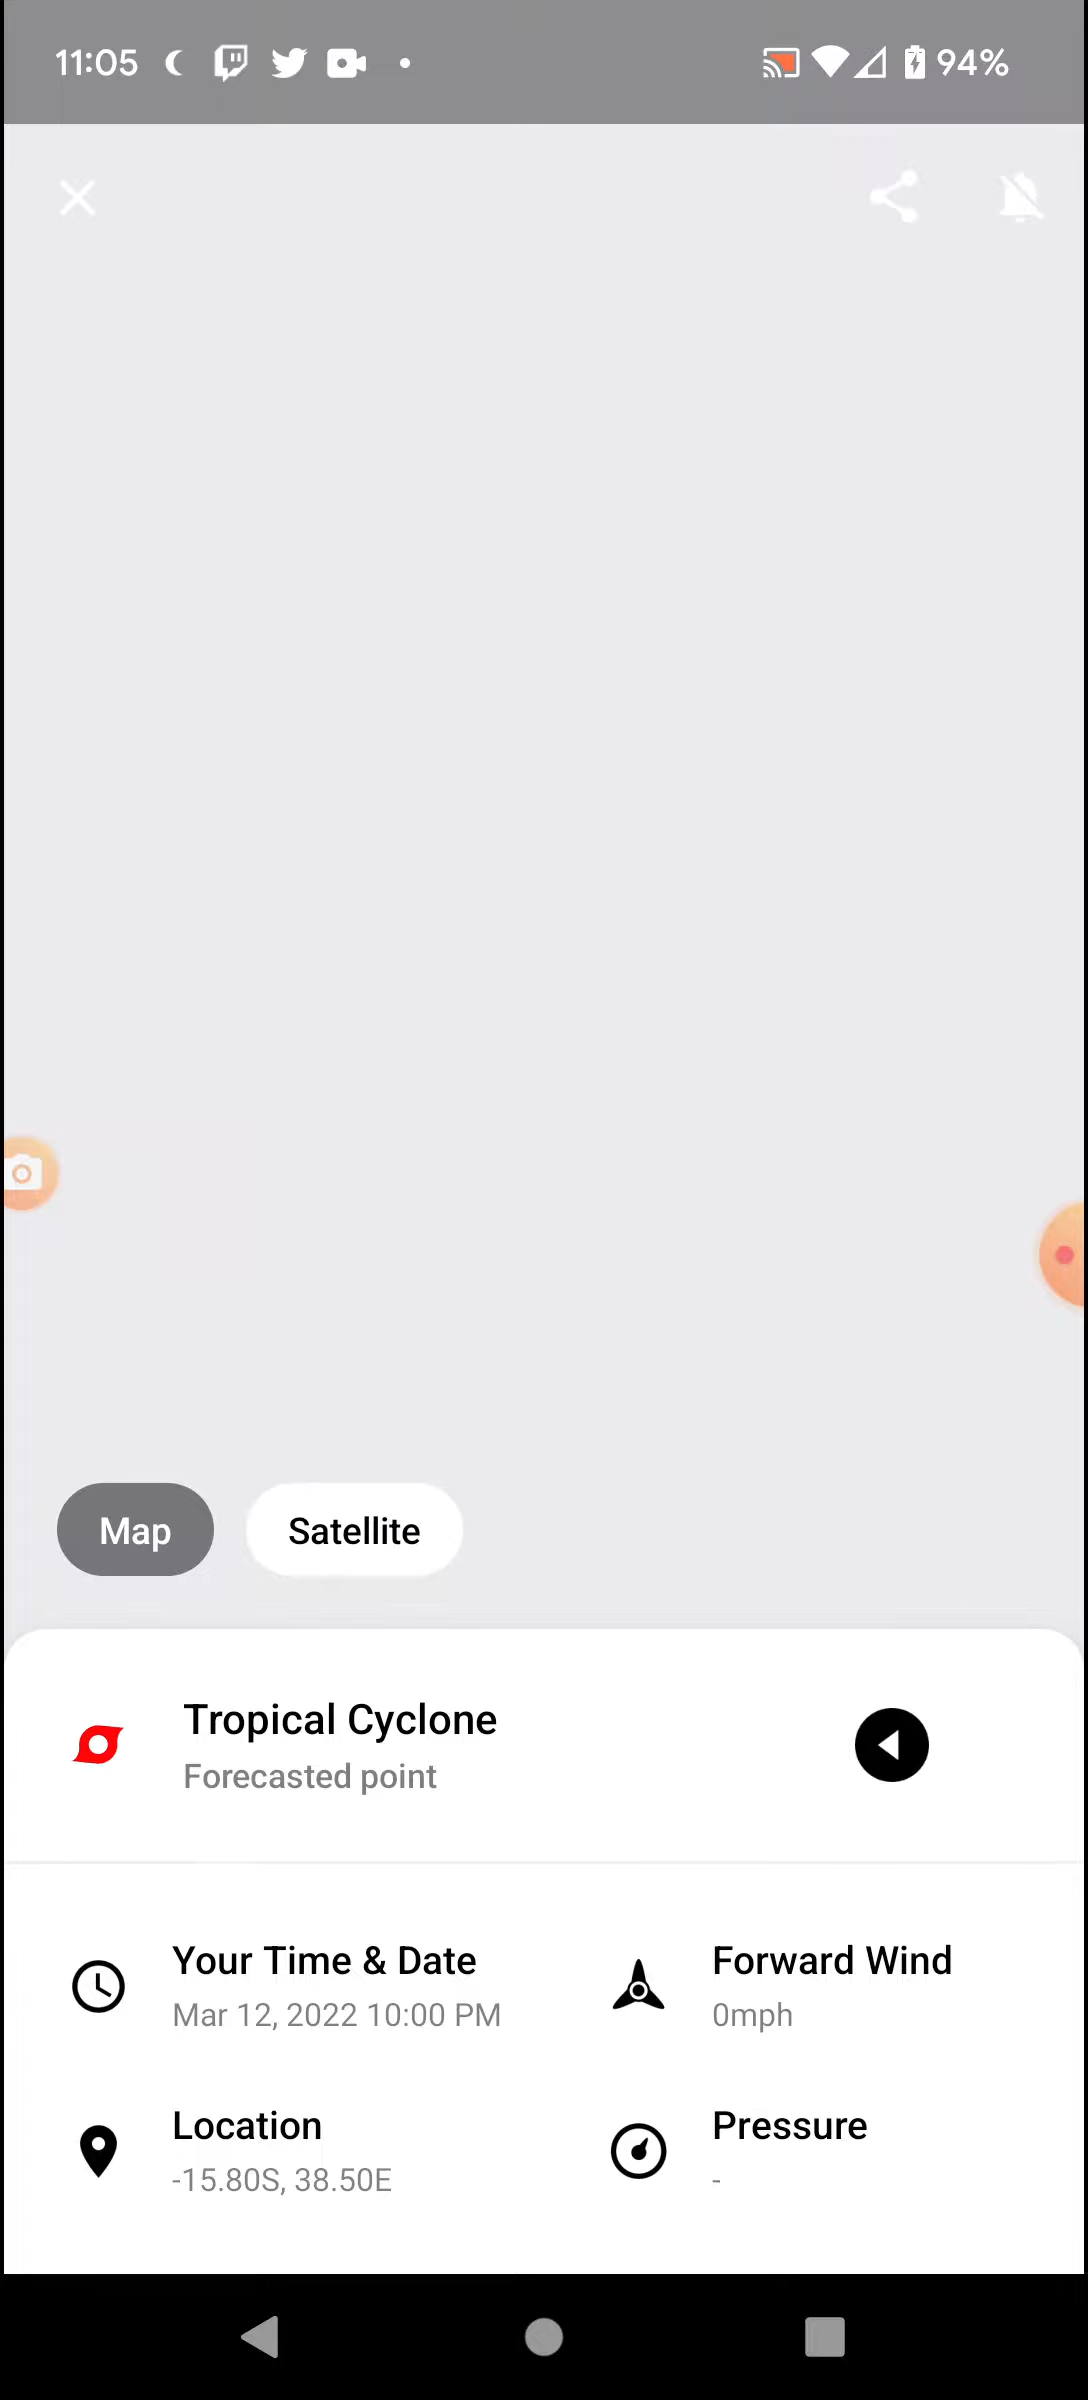 11:05
94%
Map
Satellite
Tropical Cyclone
Forecasted point
Your Time & Date
Mar 12, 2022 10:00 PM
Forward Wind
0mph
Location
-15.80S, 38.50E
Pressure
-